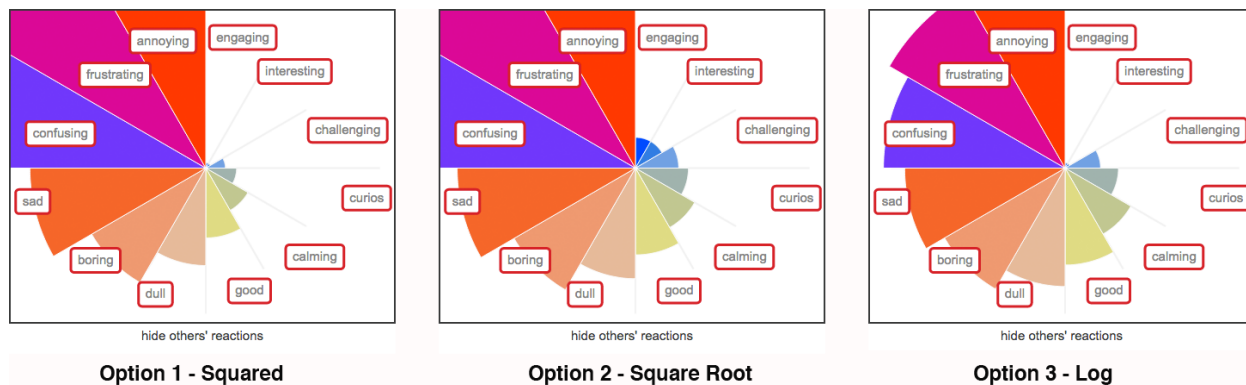 annoying
engaging
frustrating
interesting
confusing
challenging
sad
curios
boring
calming
dull
good
hide others' reactions
Option 1 - Squared
annoying
engaging
frustrating
interesting
confusing
challenging
sad
curios
boring
calming
dull
good
hide others' reactions
Option 2 - Square Root
annoying
engaging
frustrating
interesting
confusing
challenging
sad
curios
boring
calming
dull
good
hide others' reactions
Option 3 - Log